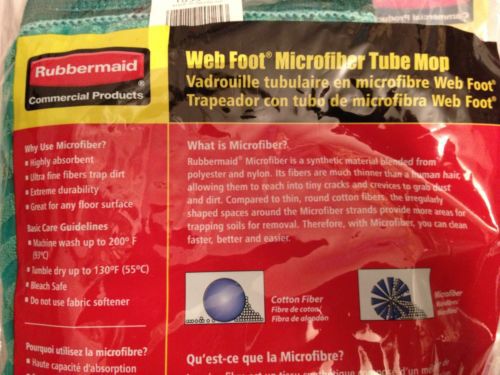 Commercial Produc
Rubbermaid
Commercial Products
Web Foot® Microfiber Tube Mop
Vadrouille tubulaire en microfibre Web Foot®
Trapeador con tubo de microfibra Web Foot®
Why Use Microfiber?
Highly absorbent
Ultra fine fibers trap dirt
Extreme durability
Great for any floor surface
Basic Care Guidelines
Machine wash up to 200° F
(93°C)
Tumble dry up to 130°F (55°C)
Bleach Safe
Do not use fabric softener
Pourquoi utilisez la microfibre?
Haute capacité d'absorption
What is Microfiber?
Rubbermaid® Microfiber is a synthetic material blended from
polyester and nylon. Its fibers are much thinner than a human hair,
allowing them to reach into tiny cracks and crevices to grab dust
and dirt. Compared to thin, round cotton fibers, the irregularly
shaped spaces around the Microfiber strands provide more areas for
trapping soils for removal. Therefore, with Microfiber, you can clean
faster, better and easier.
Cotton Fiber
Fibre de coton
Fibra de algodón
Microfiber
Qu'est-ce que la Microfibre?